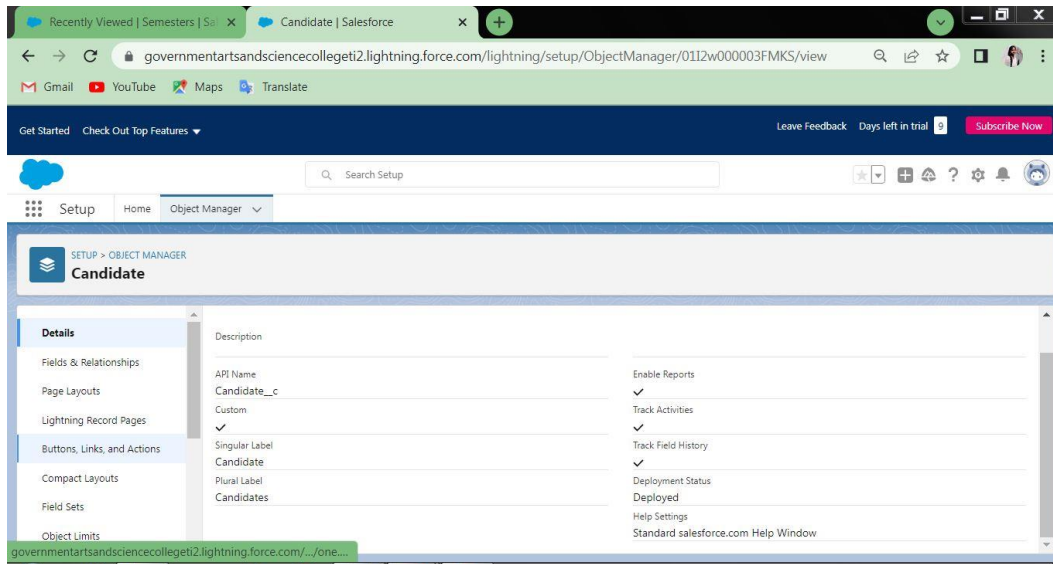 Recently Viewed | Semesters | Sal
Candidate | Salesforce
governmentartsandsciencecollegeti2.lightning.force.com/lightning/setup/ObjectManager/01I2w000003FMKS/view
Gmail YouTube Maps Translate
Get Started Check Out Top Features
Leave Feedback Days left in trial 9 Subscribe Now
Search Setup
Setup Home Object Manager
SETUP > OBJECT MANAGER
Candidate
Details
Fields & Relationships
Page Layouts
Lightning Record Pages
Buttons, Links, and Actions
Compact Layouts
Field Sets
Object Limits
Description
API Name
Candidate__c
Custom
Singular Label
Candidate
Plural Label
Candidates
Enable Reports
Track Activities
Track Field History
Deployment Status
Deployed
Help Settings
Standard salesforce.com Help Window
governmentartsandsciencecollegeti2.lightning.force.com/.../one....